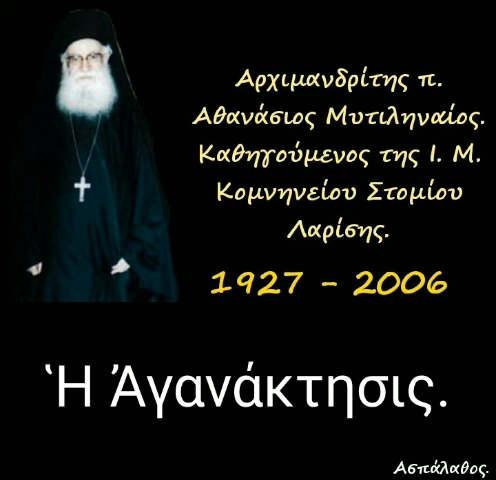 Αρχιμανδρίτης π.
Αθανάσιος Μυτιληναίος.
Καθηγούμενος της Ι. Μ.
Κομνηνείου Στομίου
Λαρίσης.
1927 - 2006
Ἡ Ἀγανάκτησις.
Ασπάλαθος.